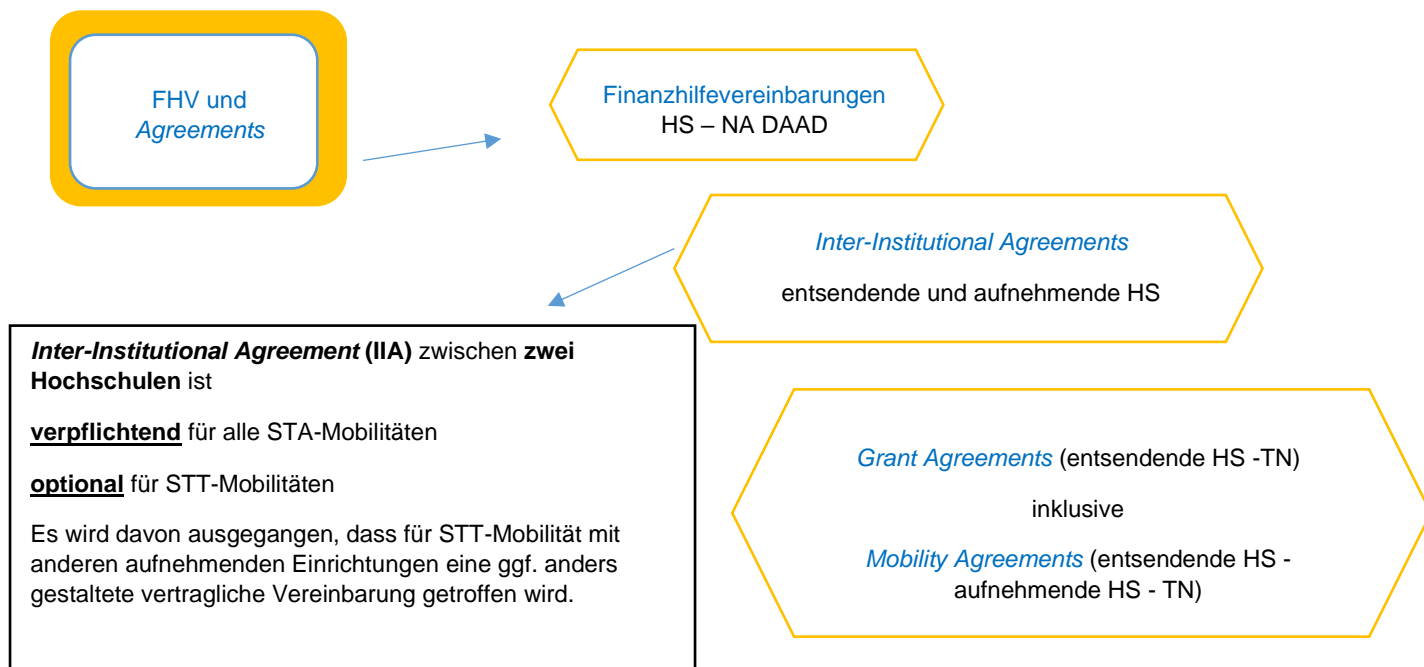 FHV und
Agreements
Finanzhilfevereinbarungen
HS – NA DAAD
Inter-Institutional Agreements
entsendende und aufnehmende HS
Inter-Institutional Agreement (IIA) zwischen zwei
Hochschulen ist
verpflichtend für alle STA-Mobilitäten
optional für STT-Mobilitäten
Es wird davon ausgegangen, dass für STT-Mobilität mit
anderen aufnehmenden Einrichtungen eine ggf. anders
gestaltete vertragliche Vereinbarung getroffen wird.
Grant Agreements (entsendende HS -TN)
inklusive
Mobility Agreements (entsendende HS -
aufnehmende HS - TN)